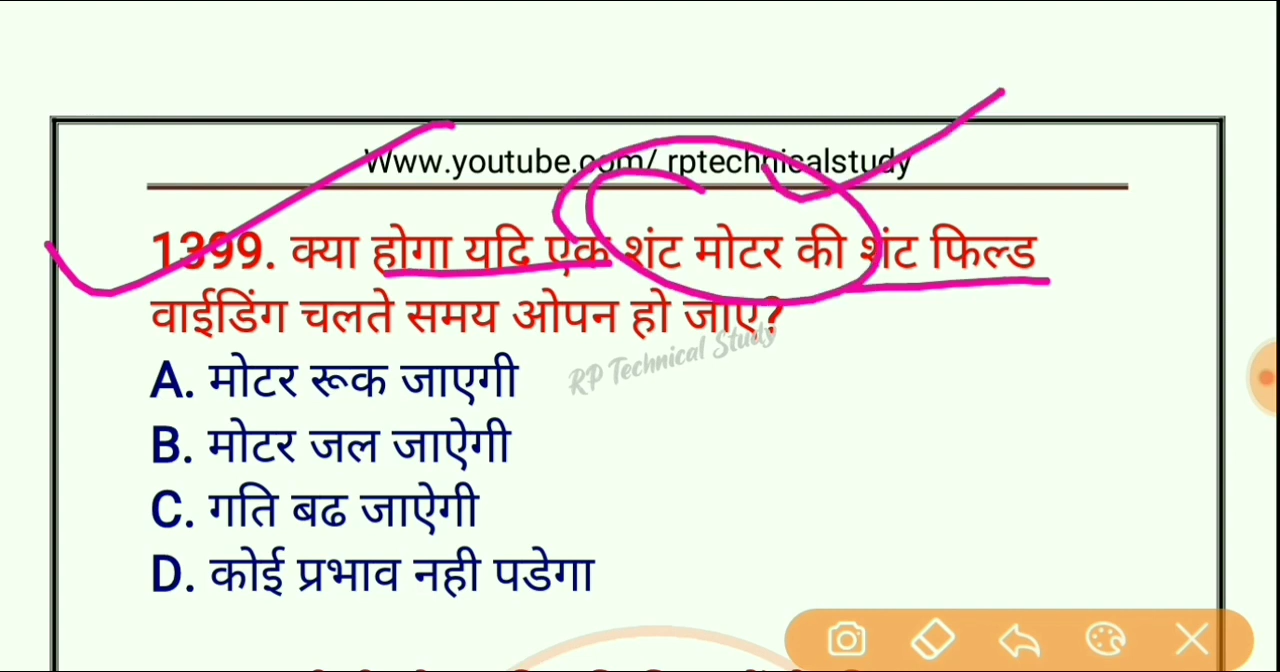 Www.youtube.com/ rptechnicalstudy
1399. क्या होगा यदि एक शंट मोटर की शंट फिल्ड
वाईडिंग चलते समय ओपन हो जाए?
RP Technical Study
A. मोटर रूक जाएगी
B. मोटर जल जाऐगी
C. गति बढ जाऐगी
D. कोई प्रभाव नही पडेगा